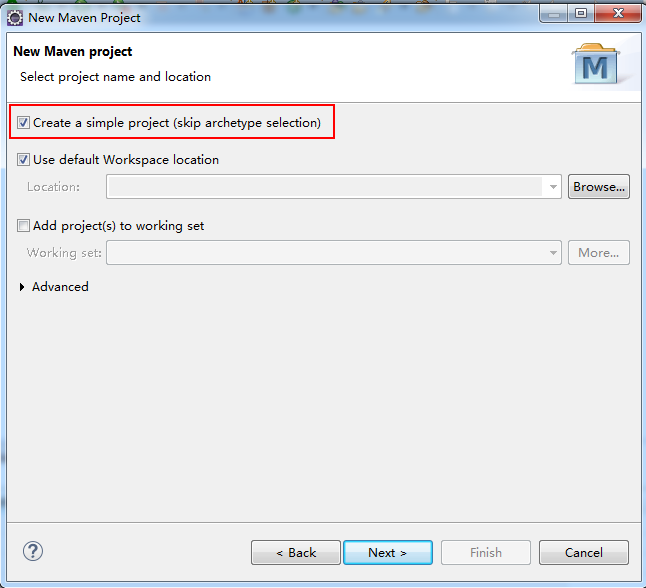 New Maven Project
New Maven project
Select project name and location
M
Create a simple project (skip archetype selection)
Use default Workspace location
Location:
Browse...
Add project(s) to working set
Working set:
More...
Advanced
?
< Back
Next >
Finish
Cancel